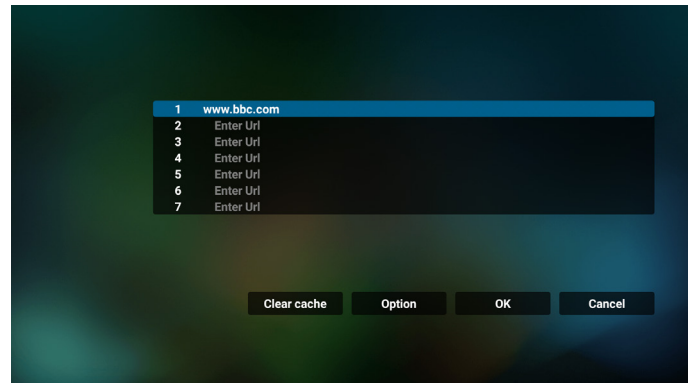 1 www.bbc.com
2 Enter Url
3 Enter Url
4 Enter Url
5 Enter Url
6 Enter Url
7 Enter Url
Clear cache Option OK Cancel